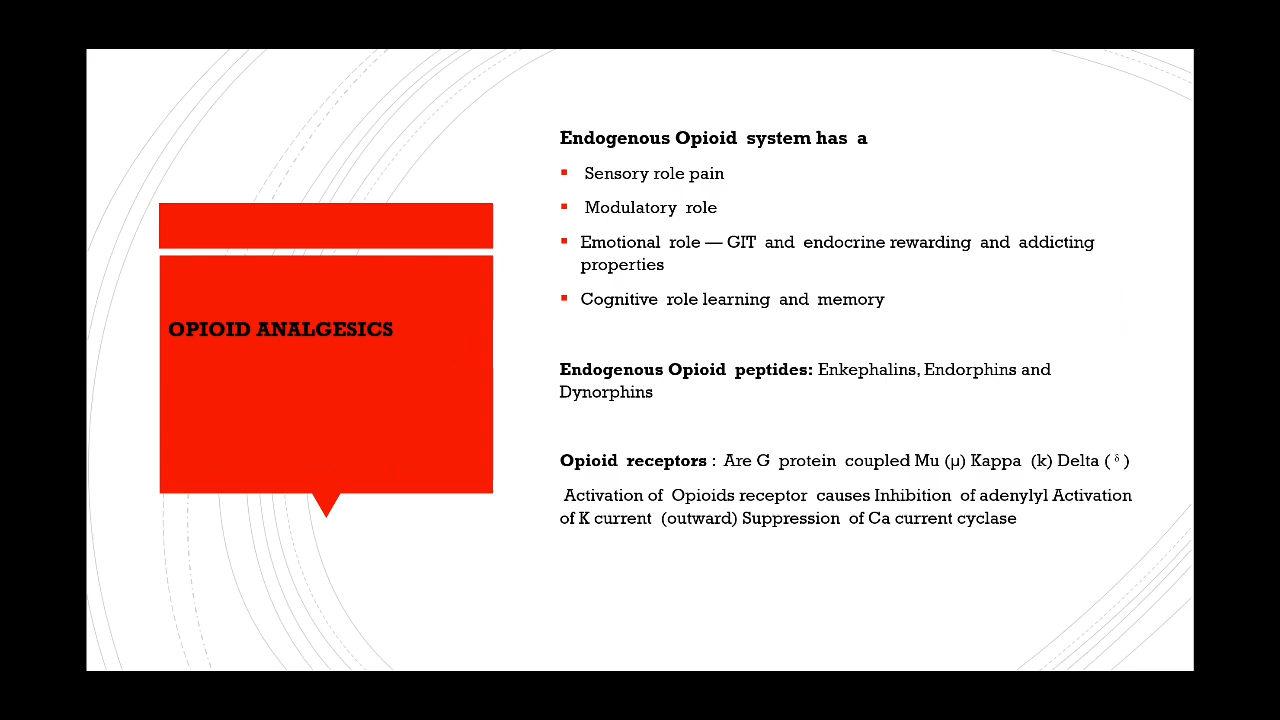 OPIOID ANALGESICS
Endogenous Opioid system has a
▪ Sensory role pain
▪ Modulatory role
▪ Emotional role — GIT and endocrine rewarding and addicting
properties
▪ Cognitive role learning and memory
Endogenous Opioid peptides: Enkephalins, Endorphins and
Dynorphins
Opioid receptors : Are G protein coupled Mu (μ) Kappa (k) Delta ( δ )
Activation of Opioids receptor causes Inhibition of adenylyl Activation
of K current (outward) Suppression of Ca current cyclase